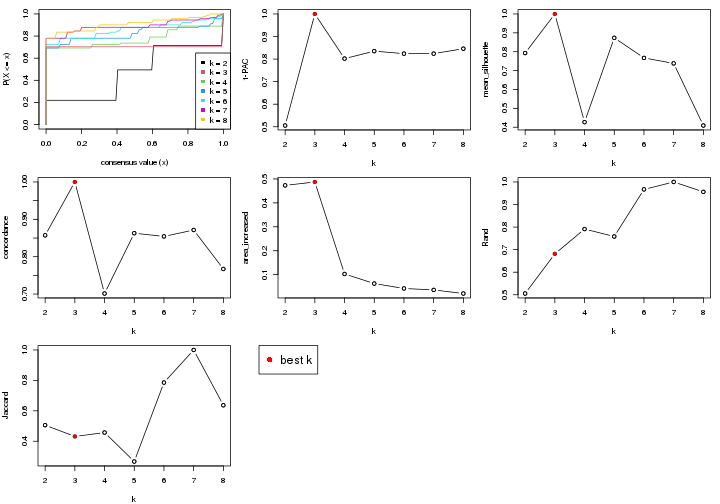 P(X <= x)
1.0
0.8
0.6
0.4
0.2
0.0
k = 2
k = 3
k = 4
k = 5
k = 6
k = 7
k = 8
0.0 0.2 0.4 0.6 0.8 1.0
consensus value (x)
1-PAC
1.0
0.9
0.8
0.7
0.6
0.5
2 3 4 5 6 7 8
k
mean_silhouette
1.0
0.9
0.8
0.7
0.6
0.5
0.4
2 3 4 5 6 7 8
k
concordance
1.00
0.90
0.80
0.70
2 3 4 5 6 7 8
k
area_increased
0.5
0.4
0.3
0.2
0.1
2 3 4 5 6 7 8
k
Rand
1.0
0.9
0.8
0.7
0.6
0.5
2 3 4 5 6 7 8
k
Jaccard
1.0
0.8
0.6
0.4
2 3 4 5 6 7 8
k
best k